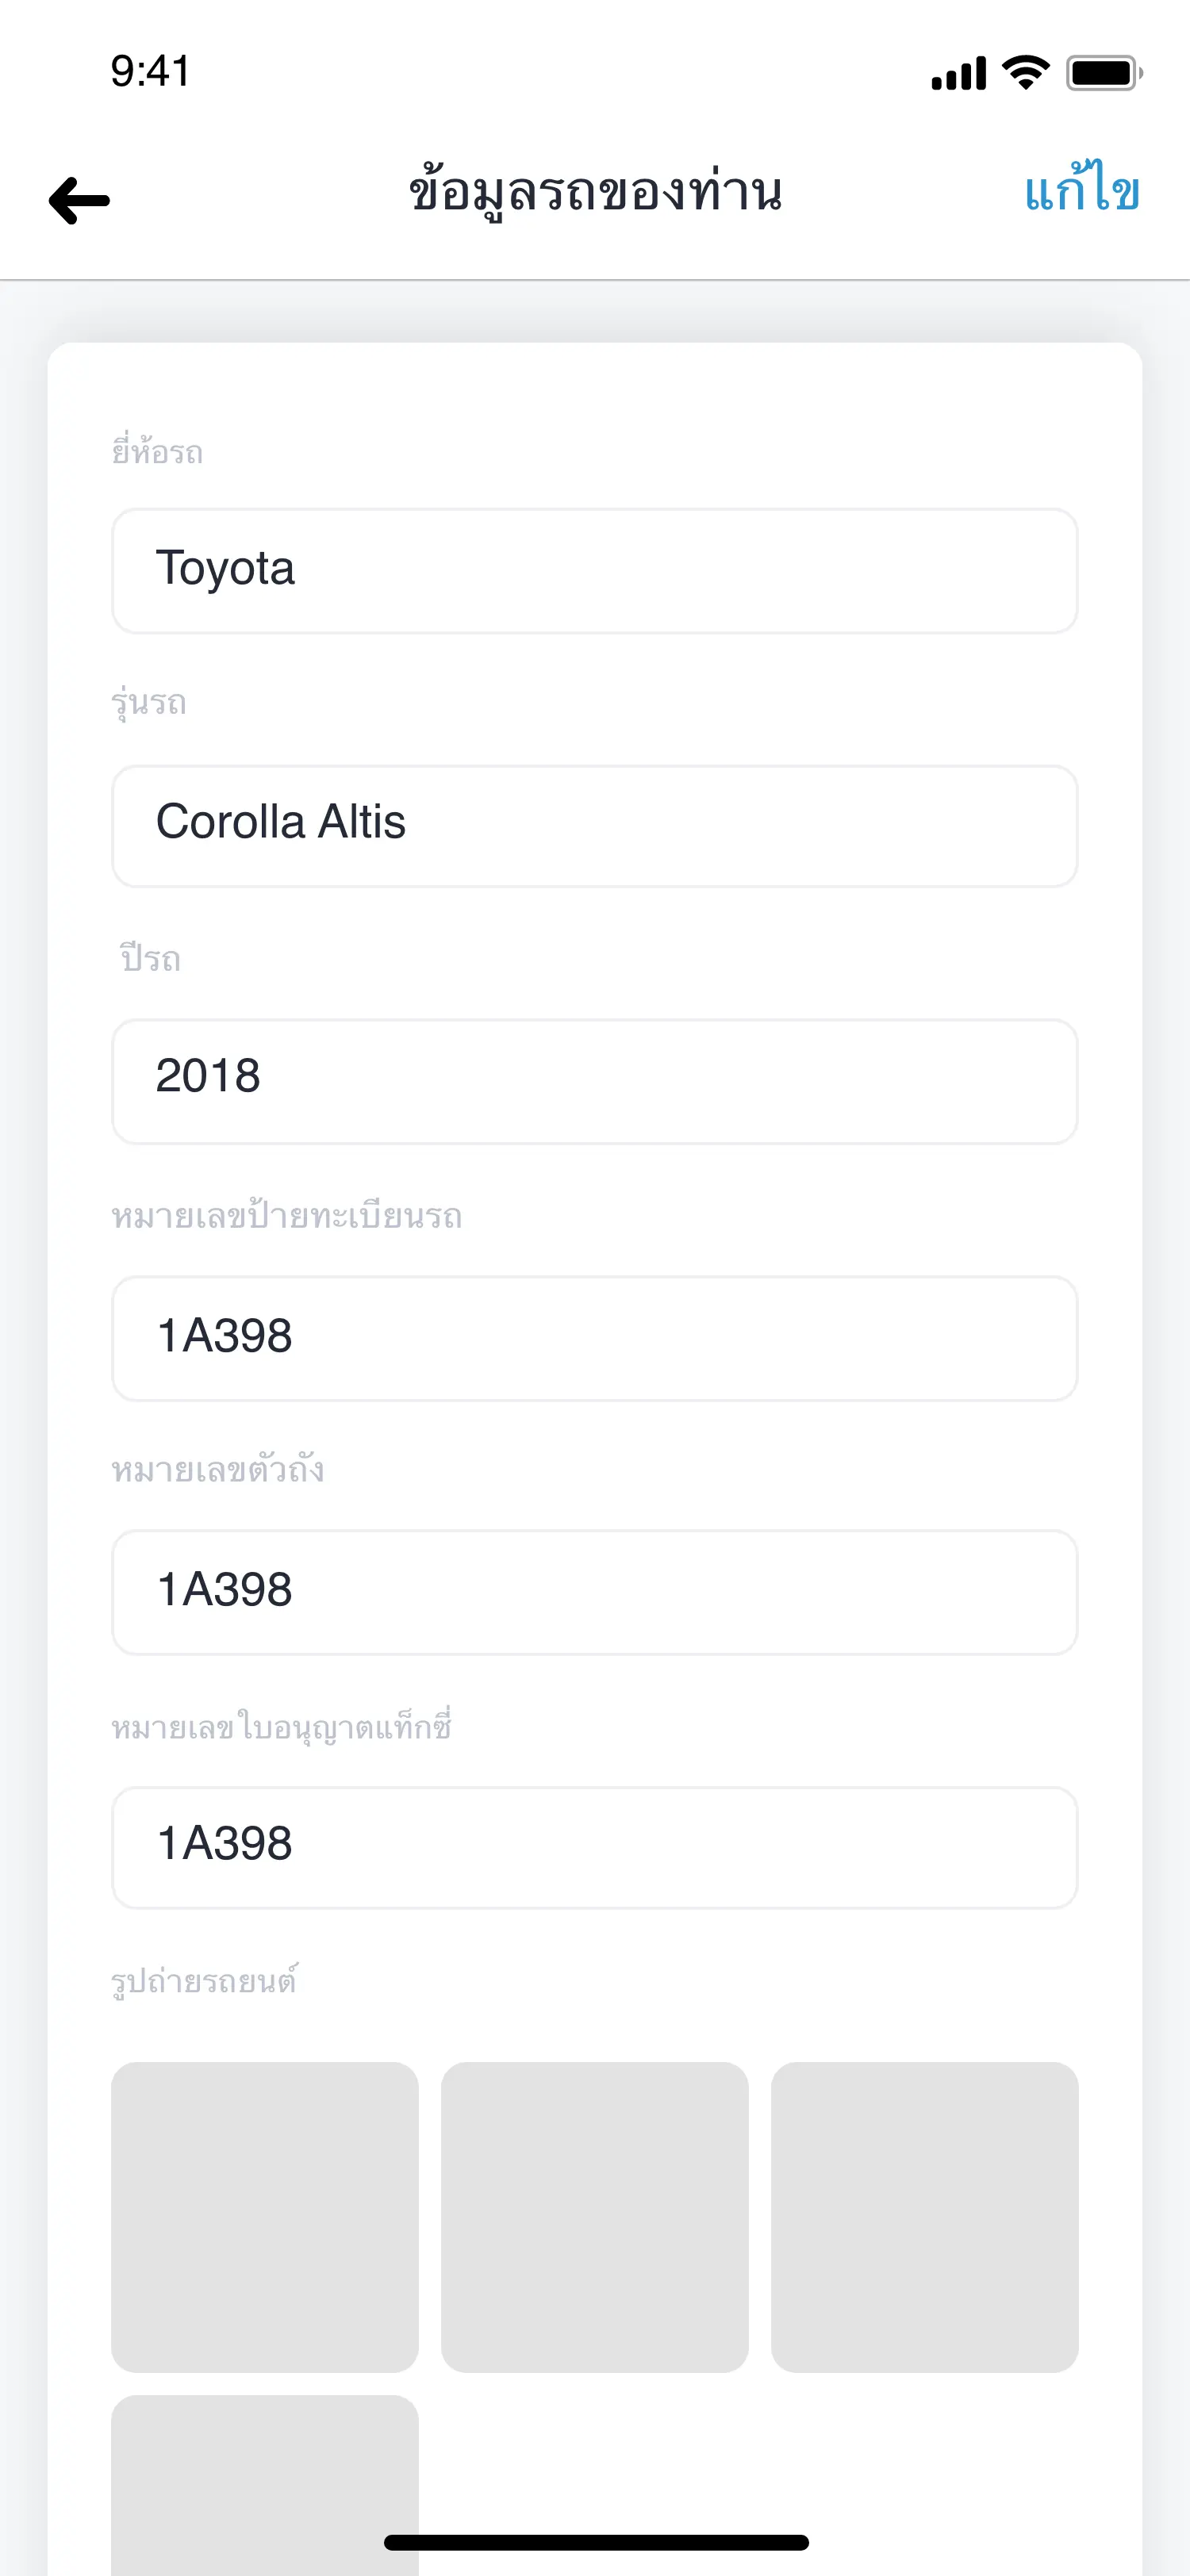 9:41
ข้อมูลรถของท่าน
แก้ไข
ยี่ห้อรถ
Toyota
รุ่นรถ
Corolla Altis
ปีรถ
2018
หมายเลขป้ายทะเบียนรถ
1A398
หมายเลขตัวถัง
1A398
หมายเลขใบอนุญาตแท็กซี่
1A398
รูปถ่ายรถยนต์